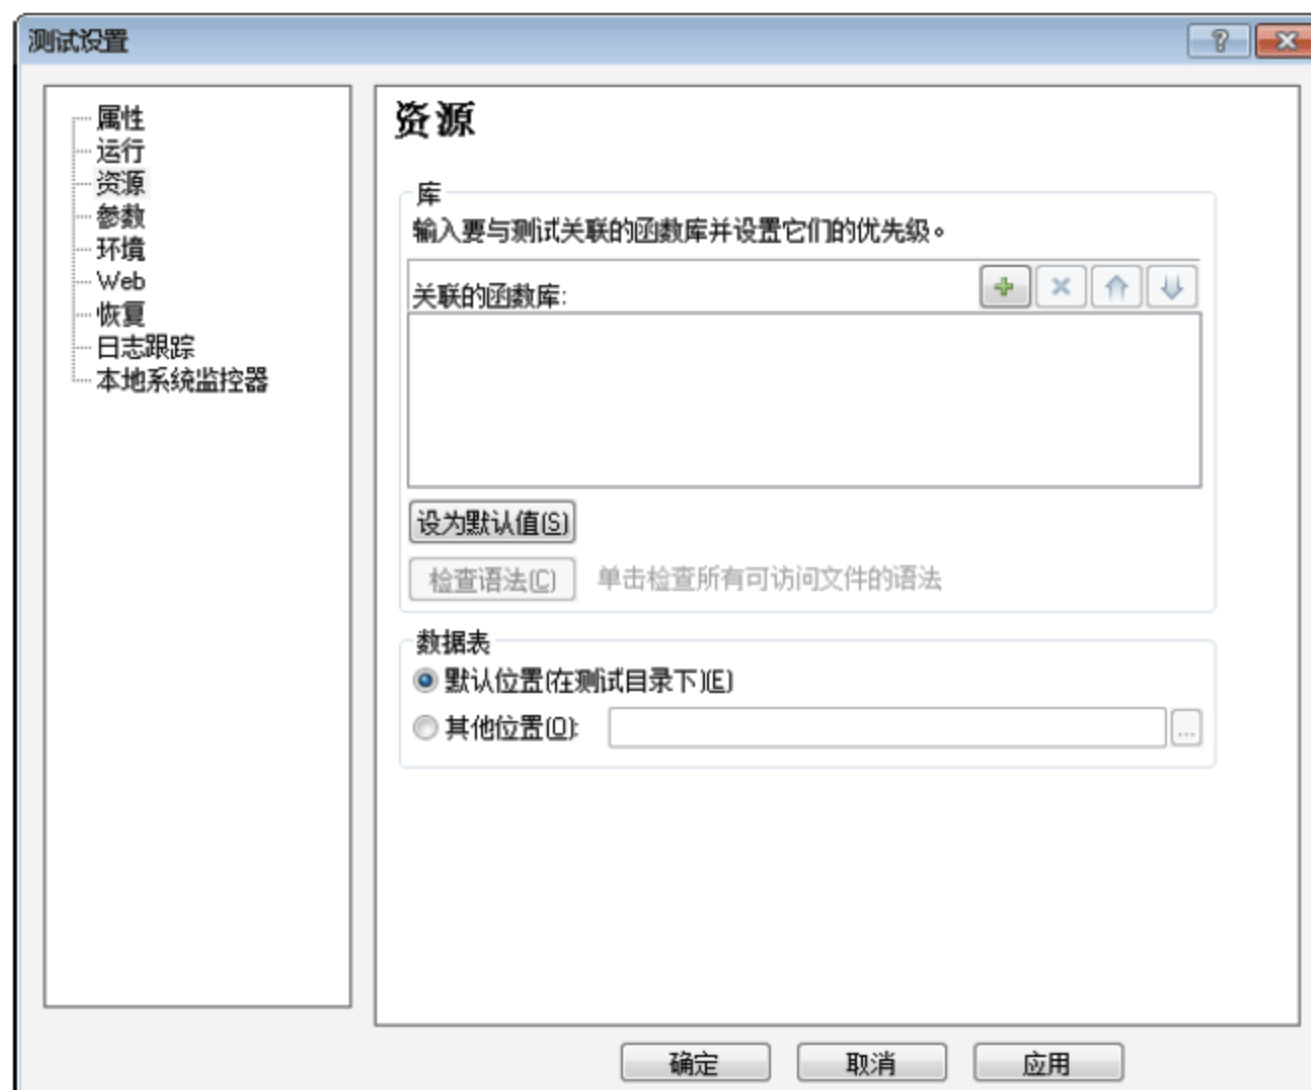 测试设置
属性
运行
资源
参数
环境
Web
恢复
日志跟踪
本地系统监控器
资源
库
输入要与测试关联的函数库并设置它们的优先级。
关联的函数库:
设为默认值(S)
检查语法(C) 单击检查所有可访问文件的语法
数据表
默认位置(在测试目录下)(E)
其他位置(O):
...
确定 取消 应用